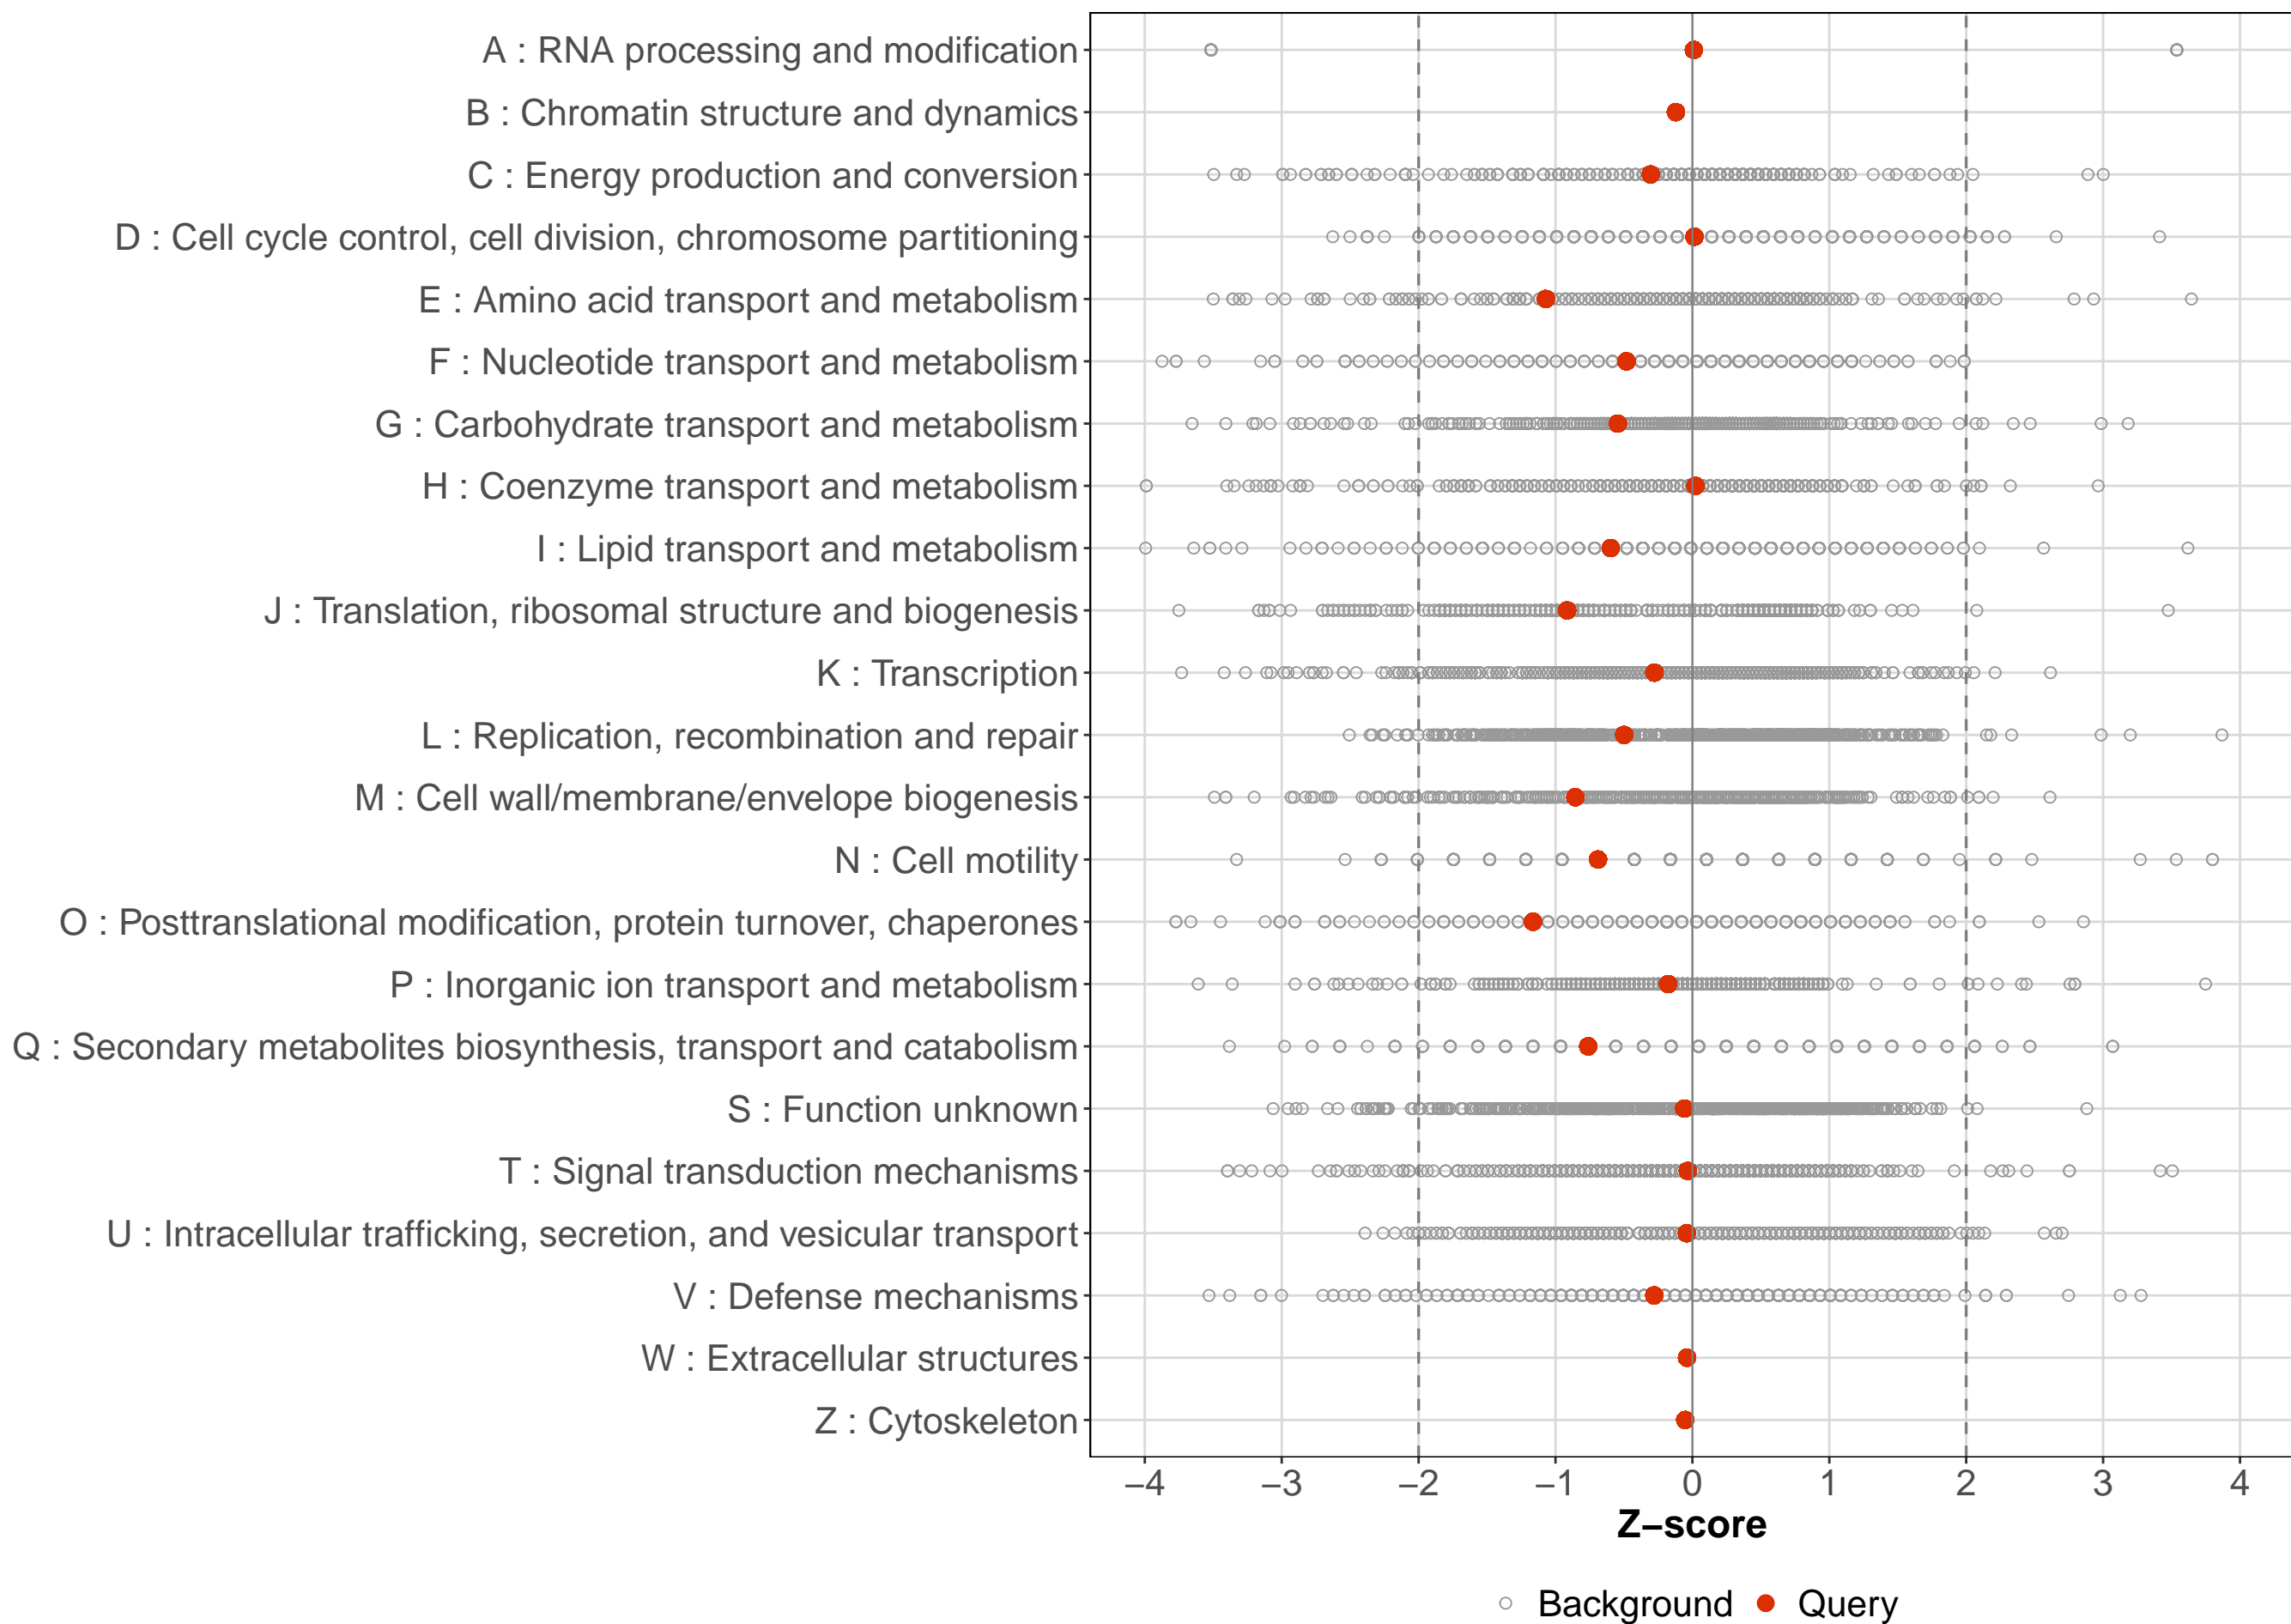 A : RNA processing and modification
B : Chromatin structure and dynamics
C : Energy production and conversion
D : Cell cycle control, cell division, chromosome partitioning
E : Amino acid transport and metabolism
F : Nucleotide transport and metabolism
G : Carbohydrate transport and metabolism
H : Coenzyme transport and metabolism
I : Lipid transport and metabolism
J : Translation, ribosomal structure and biogenesis
K : Transcription
L : Replication, recombination and repair
M : Cell wall/membrane/envelope biogenesis
N : Cell motility
O : Posttranslational modification, protein turnover, chaperones
P : Inorganic ion transport and metabolism
Q : Secondary metabolites biosynthesis, transport and catabolism
S : Function unknown
T : Signal transduction mechanisms
U : Intracellular trafficking, secretion, and vesicular transport
V : Defense mechanisms
W : Extracellular structures
Z : Cytoskeleton
−4 −3 −2 −1 0 1 2 3 4
Z−score
Background Query